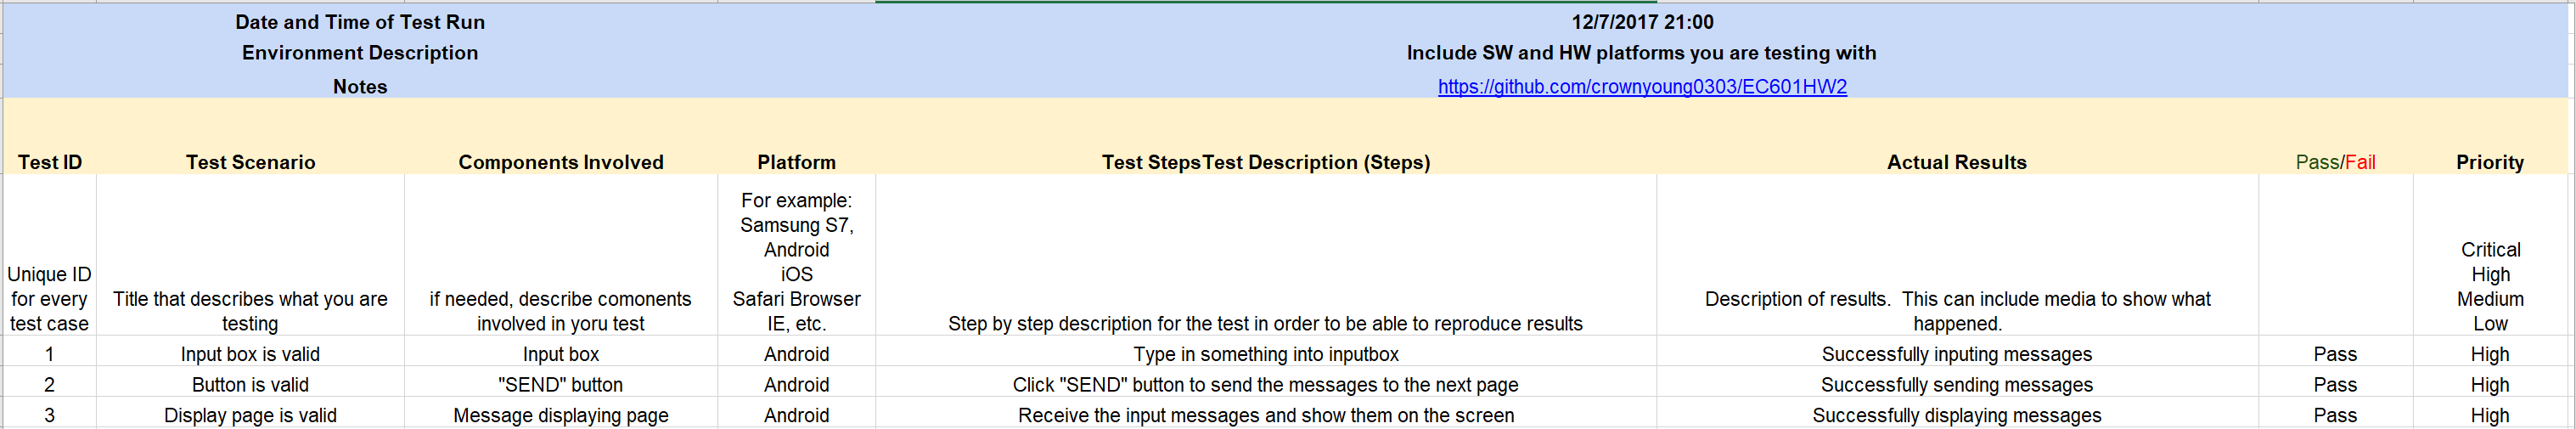 Date and Time of Test Run 12/7/2017 21:00
Environment Description Include SW and HW platforms you are testing with
Notes https://github.com/crownyoung0303/EC601HW2
Test ID Test Scenario Components Involved Platform Test StepsTest Description (Steps) Actual Results Pass/Fail Priority
Unique ID
for every
test case
Title that describes what you are
testing
if needed, describe comonents
involved in yoru test
For example:
Samsung S7,
Android
iOS
Safari Browser
IE, etc.
Step by step description for the test in order to be able to reproduce results
Description of results.  This can include media to show what
happened.
Critical
High
Medium
Low
1 Input box is valid Input box Android Type in something into inputbox Successfully inputing messages Pass High
2 Button is valid "SEND" button Android Click "SEND" button to send the messages to the next page Successfully sending messages Pass High
3 Display page is valid Message displaying page Android Receive the input messages and show them on the screen Successfully displaying messages Pass High